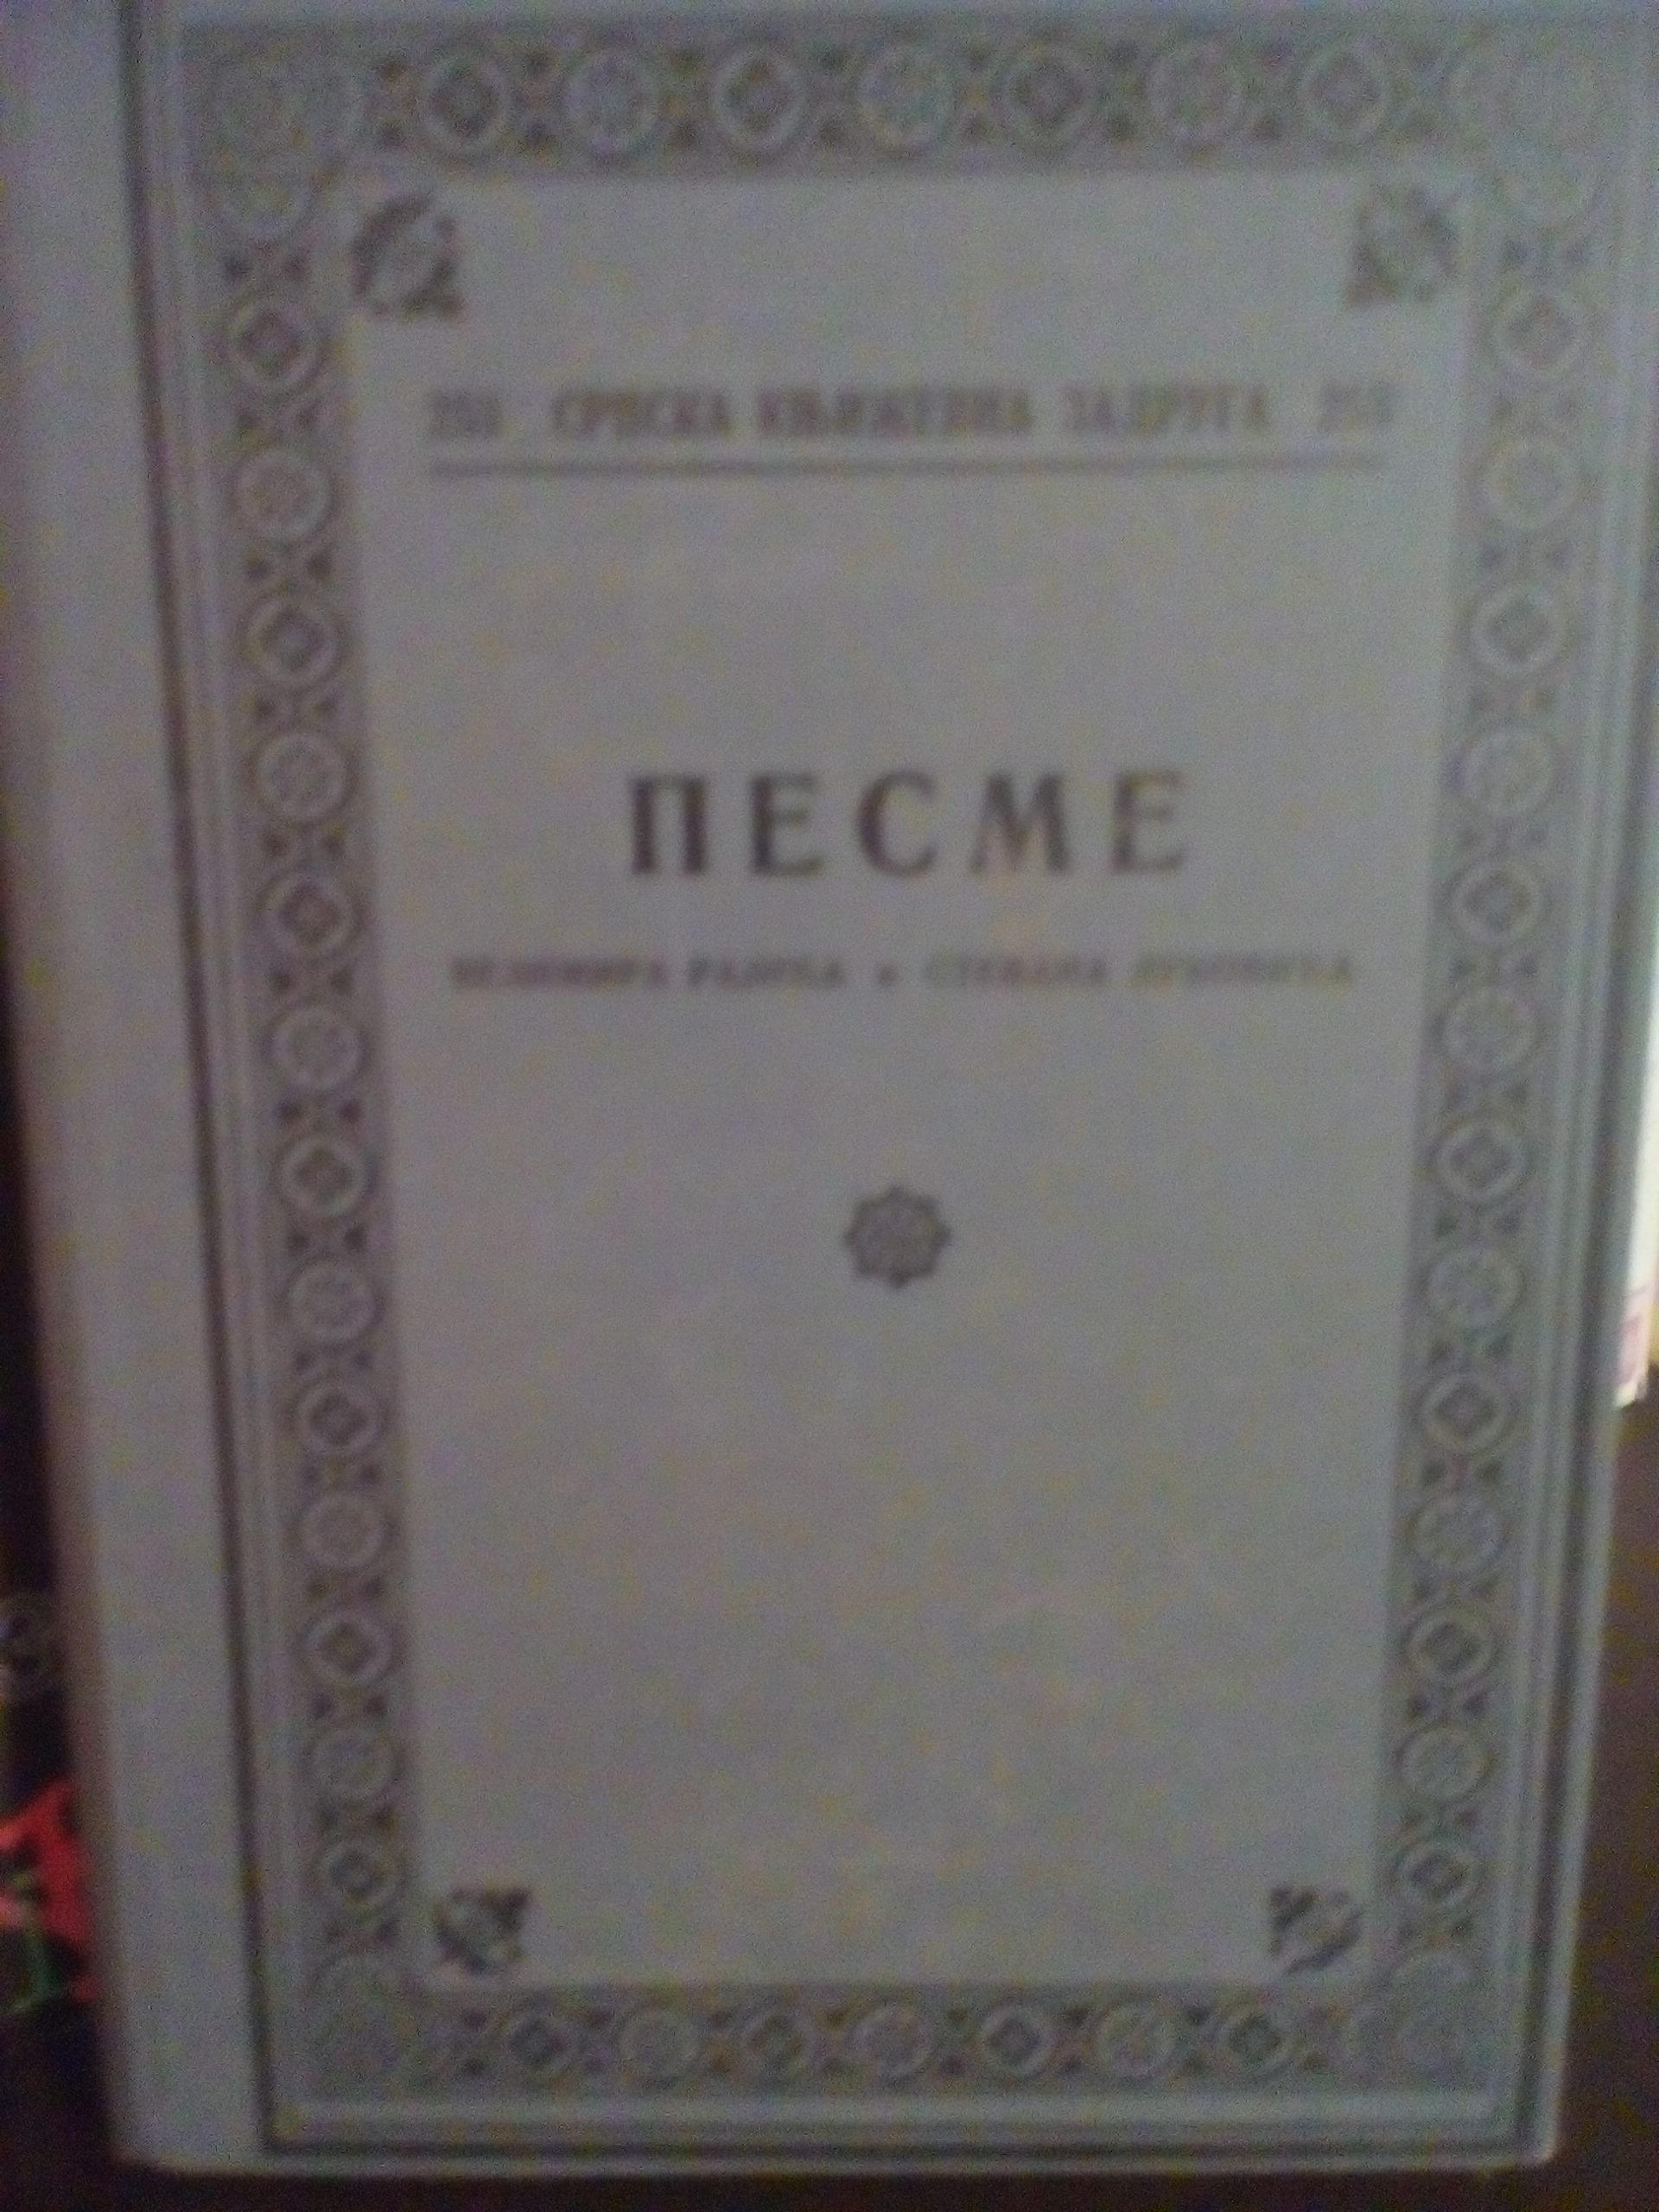 СРПСКА КЊИЖЕВНА ЗАДРУГА
ПЕСМЕ
ВЕЛИМИРА РАЈИЋА • СТЕВАНА ЛУКОВИЋА